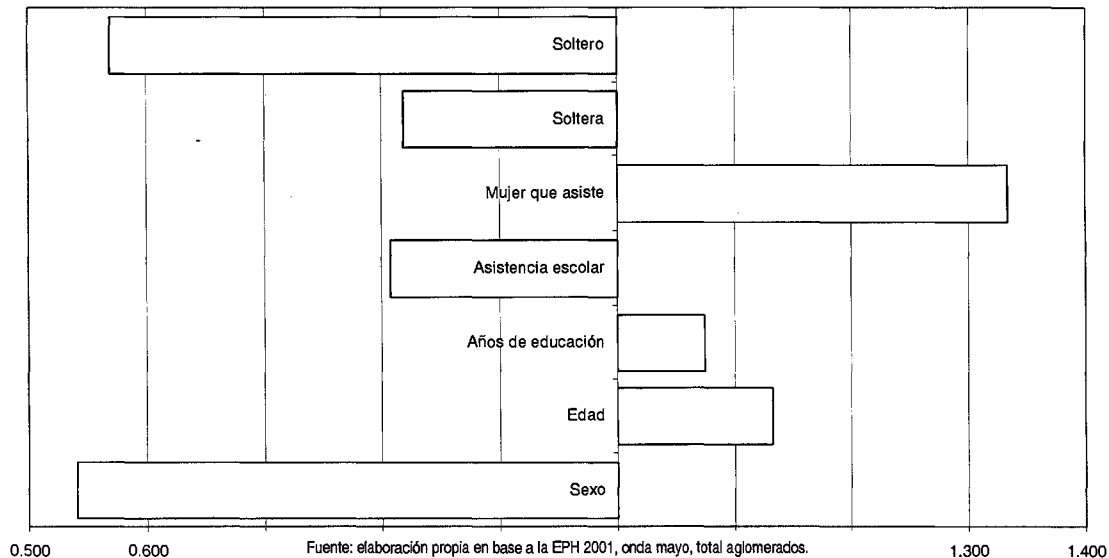 Soltero
Soltera
Mujer que asiste
Asistencia escolar
Años de educación
Edad
Sexo
0.500 0.600 1.300 1.400
Fuente: elaboración propia en base a la EPH 2001, onda mayo, total aglomerados.